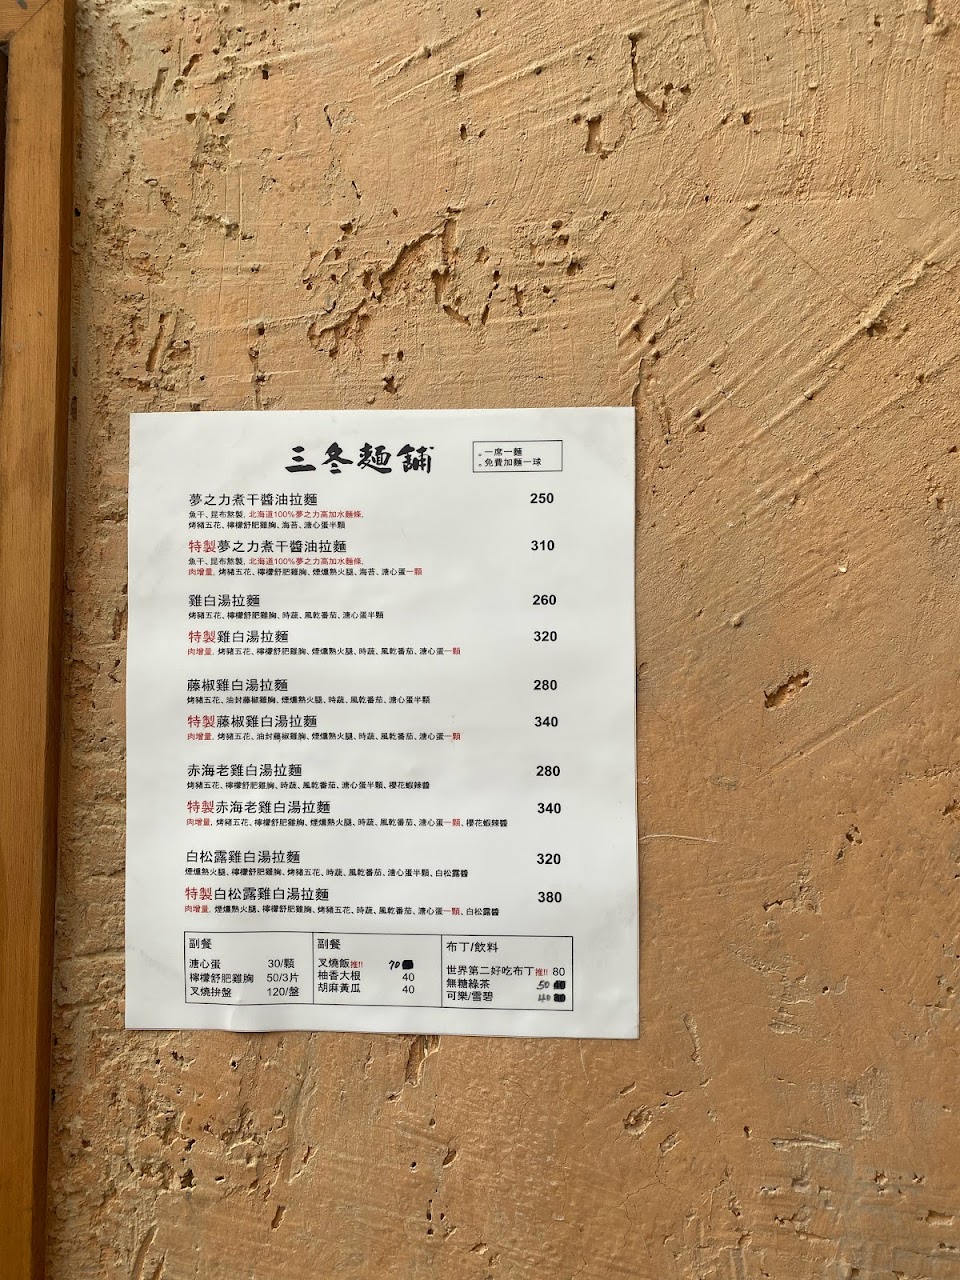 三冬麵舖
。一席一麵
。免費加麵一球
夢之力煮干醬油拉麵 250
魚干、昆布熬製, 北海道100%夢之力高加水麵條,
烤豬五花、檸檬舒肥雞胸、海苔、溏心蛋半顆
特製夢之力煮干醬油拉麵 310
魚干、昆布熬製, 北海道100%夢之力高加水麵條,
肉增量, 烤豬五花、檸檬舒肥雞胸、煙燻熟火腿、海苔、溏心蛋一顆
雞白湯拉麵 260
烤豬五花、檸檬舒肥雞胸、時蔬、風乾番茄、溏心蛋半顆
特製雞白湯拉麵 320
肉增量, 烤豬五花、檸檬舒肥雞胸、煙燻熟火腿、時蔬、風乾番茄、溏心蛋一顆
藤椒雞白湯拉麵 280
烤豬五花、油封藤椒雞胸、煙燻熟火腿、時蔬、風乾番茄、溏心蛋半顆
特製藤椒雞白湯拉麵 340
肉增量, 烤豬五花、油封藤椒雞胸、煙燻熟火腿、時蔬、風乾番茄、溏心蛋一顆
赤海老雞白湯拉麵 280
烤豬五花、檸檬舒肥雞胸、時蔬、風乾番茄、溏心蛋半顆、櫻花蝦辣醬
特製赤海老雞白湯拉麵 340
肉增量, 烤豬五花、檸檬舒肥雞胸、煙燻熟火腿、時蔬、風乾番茄、溏心蛋一顆、櫻花蝦辣醬
白松露雞白湯拉麵 320
煙燻熟火腿、檸檬舒肥雞胸、烤豬五花、時蔬、風乾番茄、溏心蛋半顆、白松露醬
特製白松露雞白湯拉麵 380
肉增量, 煙燻熟火腿、檸檬舒肥雞胸、烤豬五花、時蔬、風乾番茄、溏心蛋一顆、白松露醬
副餐
溏心蛋 30/顆
檸檬舒肥雞胸 50/3片
叉燒拚盤 120/盤
副餐
叉燒飯推!! 70
柚香大根 40
胡麻黃瓜 40
布丁/飲料
世界第二好吃布丁推!! 80
無糖綠茶 50
可樂/雪碧 40